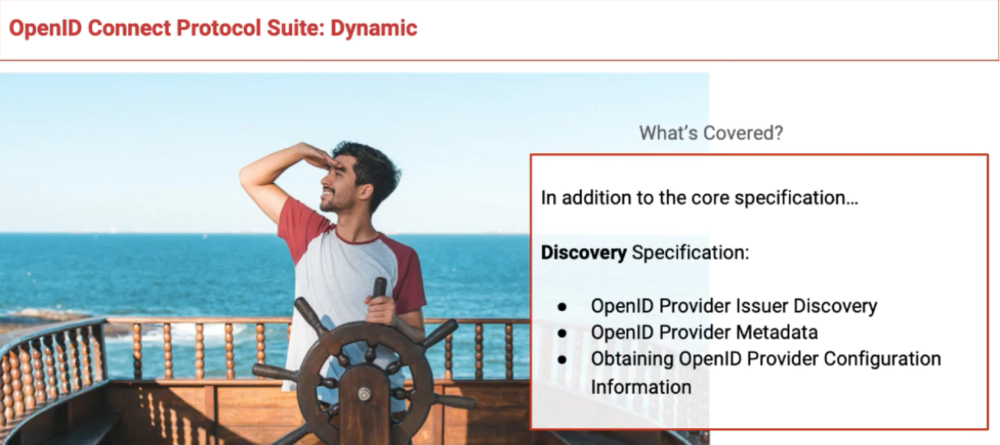 OpenID Connect Protocol Suite: Dynamic
What’s Covered?
In addition to the core specification...
Discovery Specification:
● OpenID Provider Issuer Discovery
● OpenID Provider Metadata
● Obtaining OpenID Provider Configuration
Information